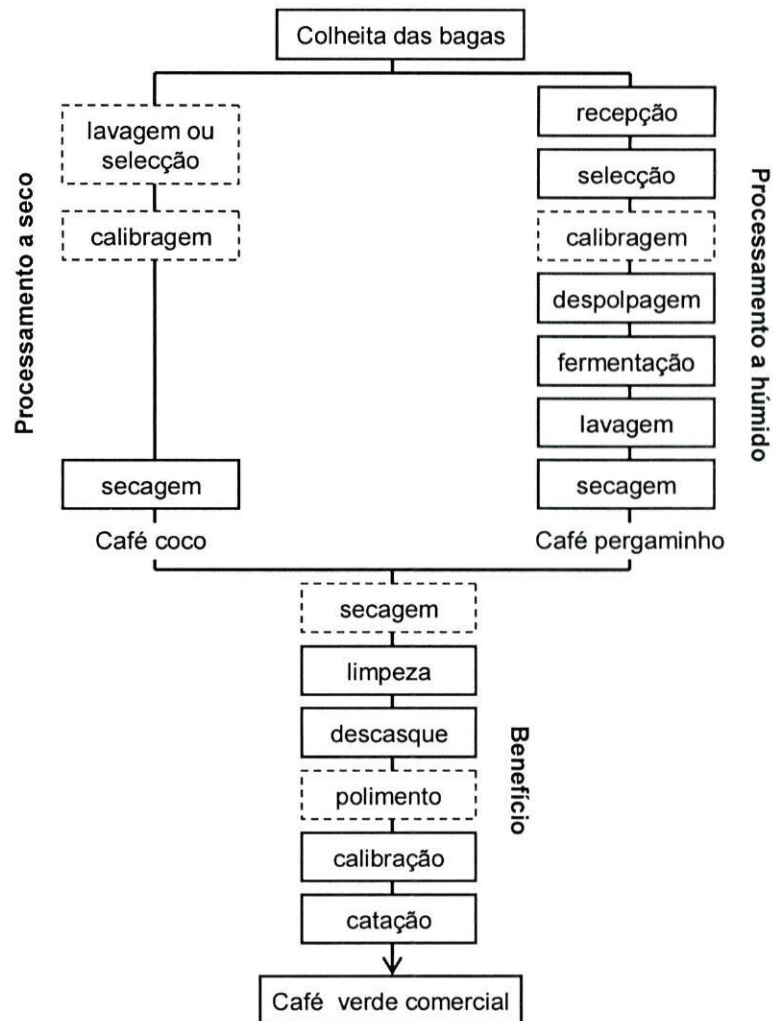 Colheita das bagas
Processamento a seco
lavagem ou
selecção
calibragem
secagem
Café coco
recepção
selecção
calibragem
despolpagem
fermentação
lavagem
secagem
Café pergaminho
Processamento a húmido
secagem
limpeza
descasque
polimento
calibração
catação
Benefício
Café verde comercial